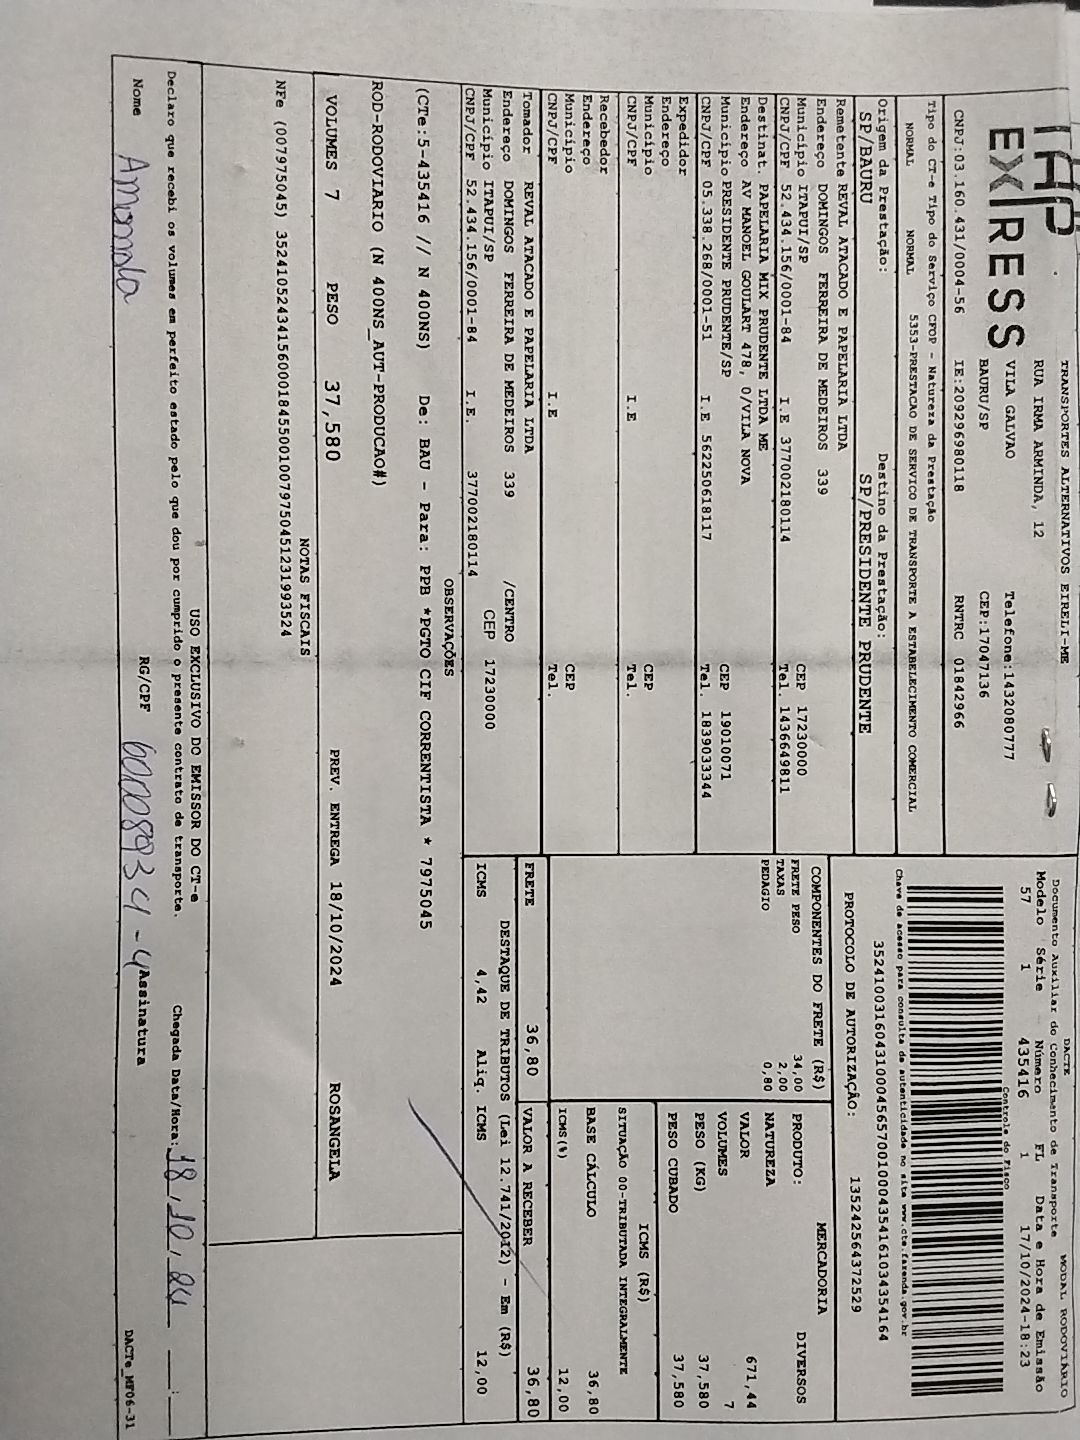 TAP
EXPRESS
TRANSPORTES ALTERNATIVOS EIRELI-ME
RUA IRMA ARMINDA, 12
VILA GALVAO
BAURU/SP
Telefone:1432080777
CEP:17047136
CNPJ:03.160.431/0004-56 IE:209296980118 RNTRC 01842966
Tipo do CT-e Tipo do Serviço CFOP - Natureza da Prestação
NORMAL NORMAL 5353-PRESTACAO DE SERVICO DE TRANSPORTE A ESTABELECIMENTO COMERCIAL
Origem da Prestação: Destino da Prestação:
SP/BAURU SP/PRESIDENTE PRUDENTE
Remetente REVAL ATACADO E PAPELARIA LTDA
Endereço DOMINGOS FERREIRA DE MEDEIROS 339
Município ITAPUI/SP CEP 17230000
CNPJ/CPF 52.434.156/0001-84 I.E 377002180114 Tel. 1436649811
Destinat. PAPELARIA MIX PRUDENTE LTDA ME
Endereço AV MANOEL GOULART 478, 0/VILA NOVA
Município PRESIDENTE PRUDENTE/SP CEP 19010071
CNPJ/CPF 05.338.268/0001-51 I.E 562250618117 Tel. 1839033344
Expedidor
Endereço
Município CEP
CNPJ/CPF I.E Tel.
Recebedor
Endereço
Município CEP
CNPJ/CPF I.E Tel.
Tomador REVAL ATACADO E PAPELARIA LTDA
Endereço DOMINGOS FERREIRA DE MEDEIROS 339 /CENTRO
Município ITAPUI/SP CEP 17230000
CNPJ/CPF 52.434.156/0001-84 I.E. 377002180114
DACTE MODAL RODOVIÁRIO
Documento Auxiliar do Conhecimento de Transporte
Modelo Série Número FL Data e Hora de Emissão
57 1 435416 1 17/10/2024-18:23
Controle do Fisco
Chave de acesso para consulta de autenticidade no site www.cte.fazenda.gov.br
35241003160431000456570010004354161034354164
PROTOCOLO DE AUTORIZAÇÃO: 135242564372529
COMPONENTES DO FRETE (R$)
FRETE PESO 34,00
TAXAS 2,00
PEDAGIO 0,80
MERCADORIA
PRODUTO: DIVERSOS
NATUREZA
VALOR 671,44
VOLUMES 7
PESO (KG) 37,580
PESO CUBADO 37,580
ICMS (R$)
SITUAÇÃO 00-TRIBUTADA INTEGRALMENTE
BASE CÁLCULO 36,80
ICMS(%) 12,00
FRETE 36,80 VALOR A RECEBER 36,80
DESTAQUE DE TRIBUTOS (Lei 12.741/2012) - Em (R$)
ICMS 4,42 Aliq. ICMS 12,00
OBSERVAÇÕES
(CTe:5-435416 // N 400NS) De: BAU - Para: PPB *PGTO CIF CORRENTISTA * 7975045
ROD-RODOVIARIO (N 400NS_AUT-PRODUCAO#)
VOLUMES 7 PESO 37,580 PREV. ENTREGA 18/10/2024 ROSANGELA
NOTAS FISCAIS
NFe (007975045) 35241052434156000184550010079750451231993524
USO EXCLUSIVO DO EMISSOR DO CT-e
Declaro que recebi os volumes em perfeito estado pelo que dou por cumprido o presente contrato de transporte. Chegada Data/Hora: 18, 10, 24
Nome RG/CPF 60008934-4 Assinatura
DACTe_MF06-31